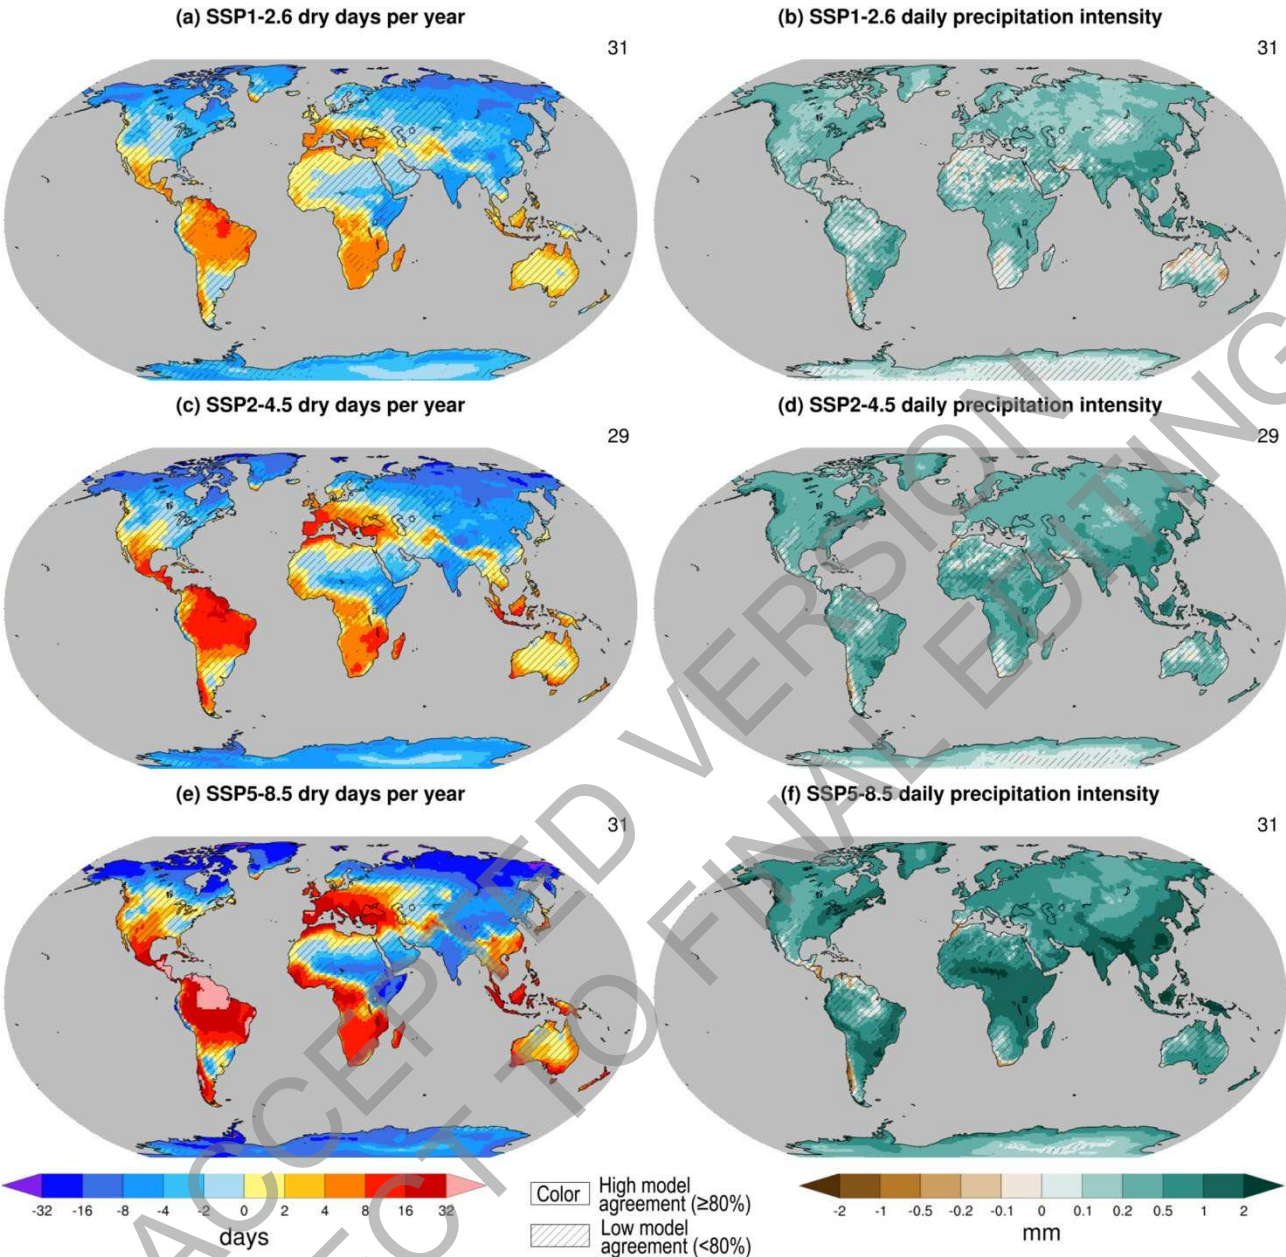 (a) SSP1-2.6 dry days per year
(b) SSP1-2.6 daily precipitation intensity
31
31
(c) SSP2-4.5 dry days per year
(d) SSP2-4.5 daily precipitation intensity
29
29
(e) SSP5-8.5 dry days per year
(f) SSP5-8.5 daily precipitation intensity
31
31
-32 -16 -8 -4 -2 0 2 4 8 16 32
days
Color High model agreement (≥80%)
Low model agreement (<80%)
-2 -1 -0.5 -0.2 -0.1 0 0.1 0.2 0.5 1 2
mm
ACCEPTED VERSION
SUBJECT TO FINAL EDITING